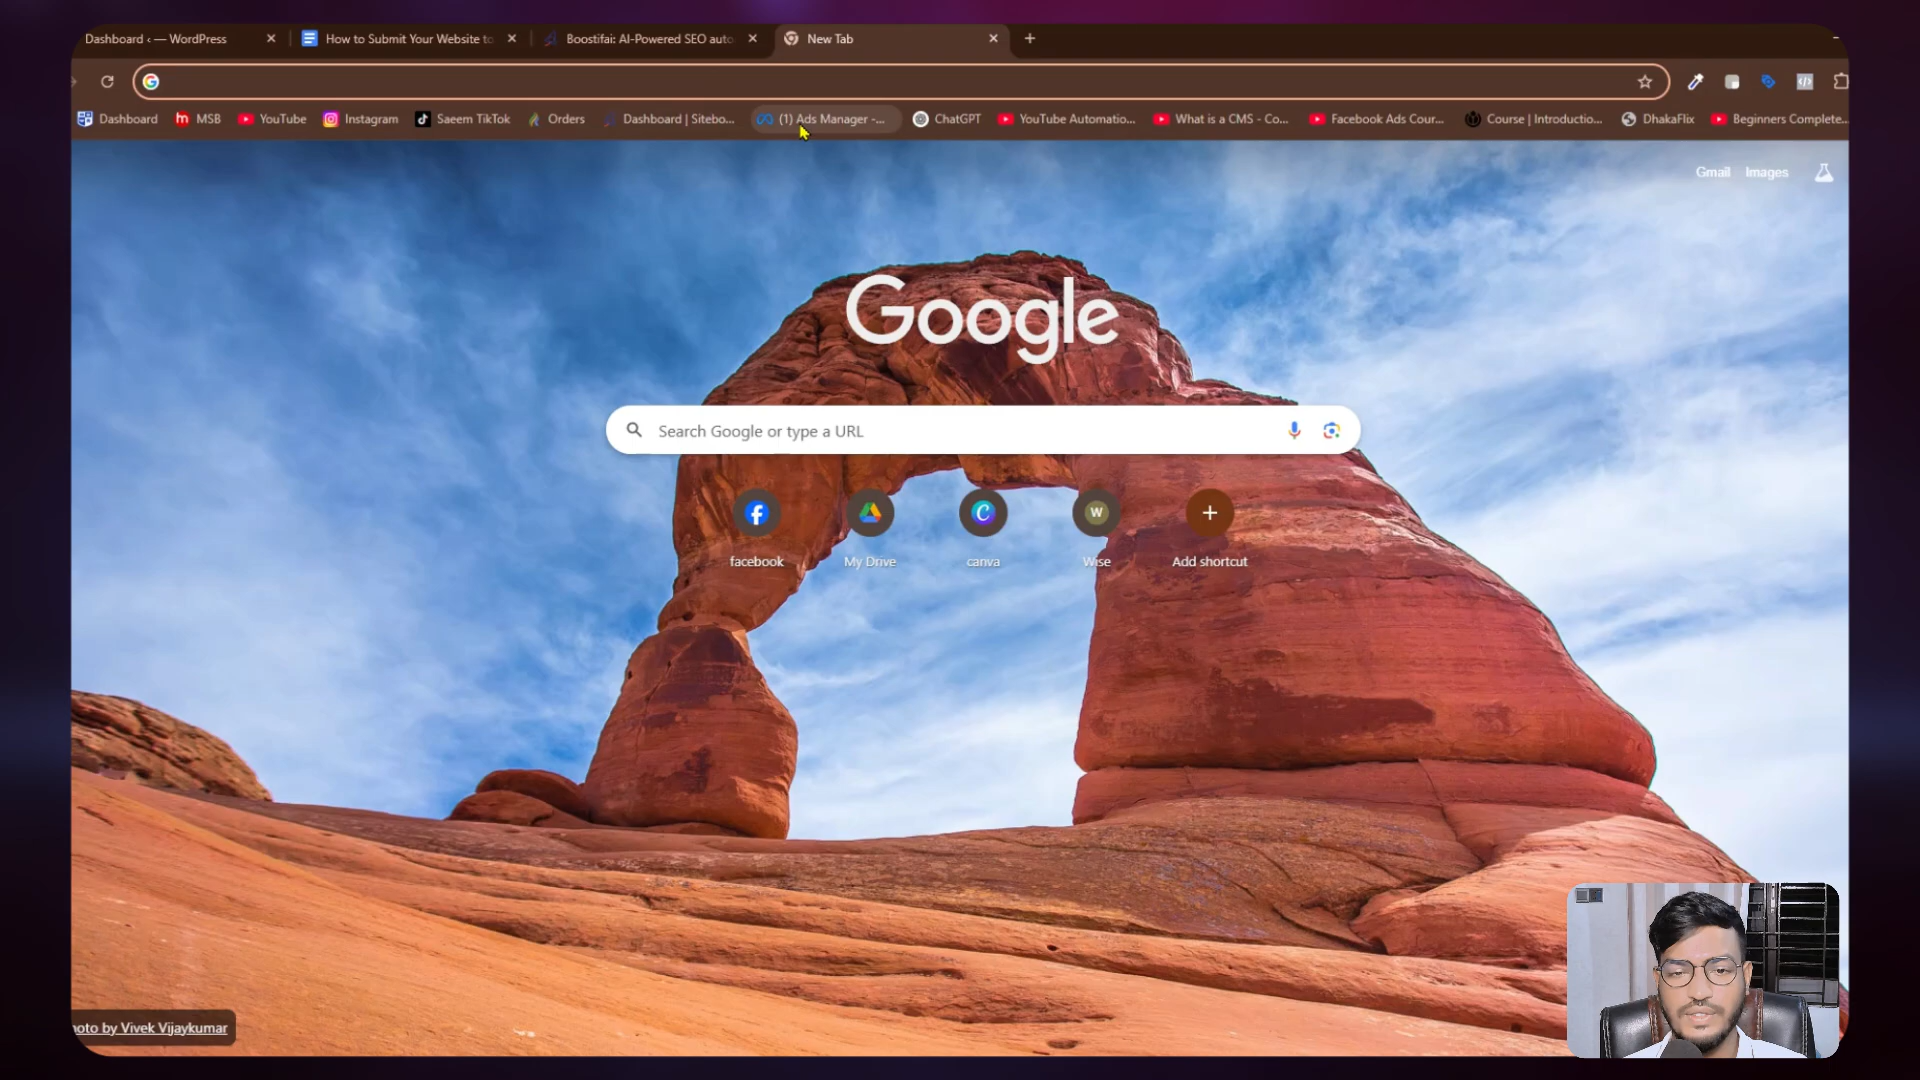 Dashboard ‹ — WordPress
How to Submit Your Website to
Boostifai: AI-Powered SEO auto
New Tab
Dashboard
MSB
YouTube
Instagram
Saeem TikTok
Orders
Dashboard | Sitebo...
(1) Ads Manager -...
ChatGPT
YouTube Automatio...
What is a CMS - Co...
Facebook Ads Cour...
Course | Introductio...
DhakaFlix
Beginners Complete...
Gmail
Images
Google
Search Google or type a URL
facebook
My Drive
canva
W
Wise
Add shortcut
oto by Vivek Vijaykumar